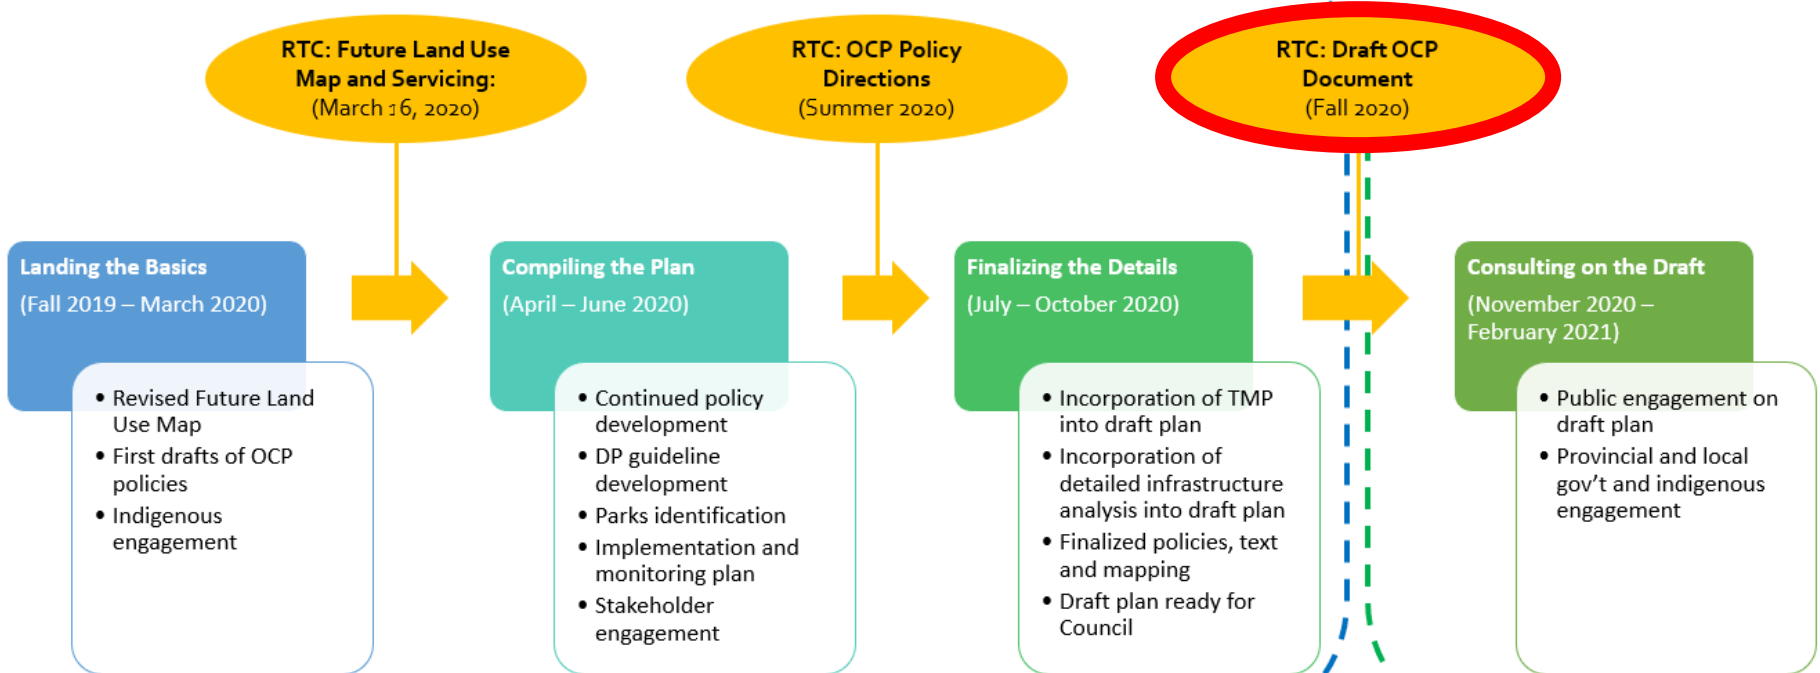 RTC: Future Land Use
Map and Servicing:
(March 16, 2020)
RTC: OCP Policy
Directions
(Summer 2020)
RTC: Draft OCP
Document
(Fall 2020)
Landing the Basics
(Fall 2019 – March 2020)
• Revised Future Land
Use Map
• First drafts of OCP
policies
• Indigenous
engagement
Compiling the Plan
(April – June 2020)
• Continued policy
development
• DP guideline
development
• Parks identification
• Implementation and
monitoring plan
• Stakeholder
engagement
Finalizing the Details
(July – October 2020)
• Incorporation of TMP
into draft plan
• Incorporation of
detailed infrastructure
analysis into draft plan
• Finalized policies, text
and mapping
• Draft plan ready for
Council
Consulting on the Draft
(November 2020 –
February 2021)
• Public engagement on
draft plan
• Provincial and local
gov’t and indigenous
engagement